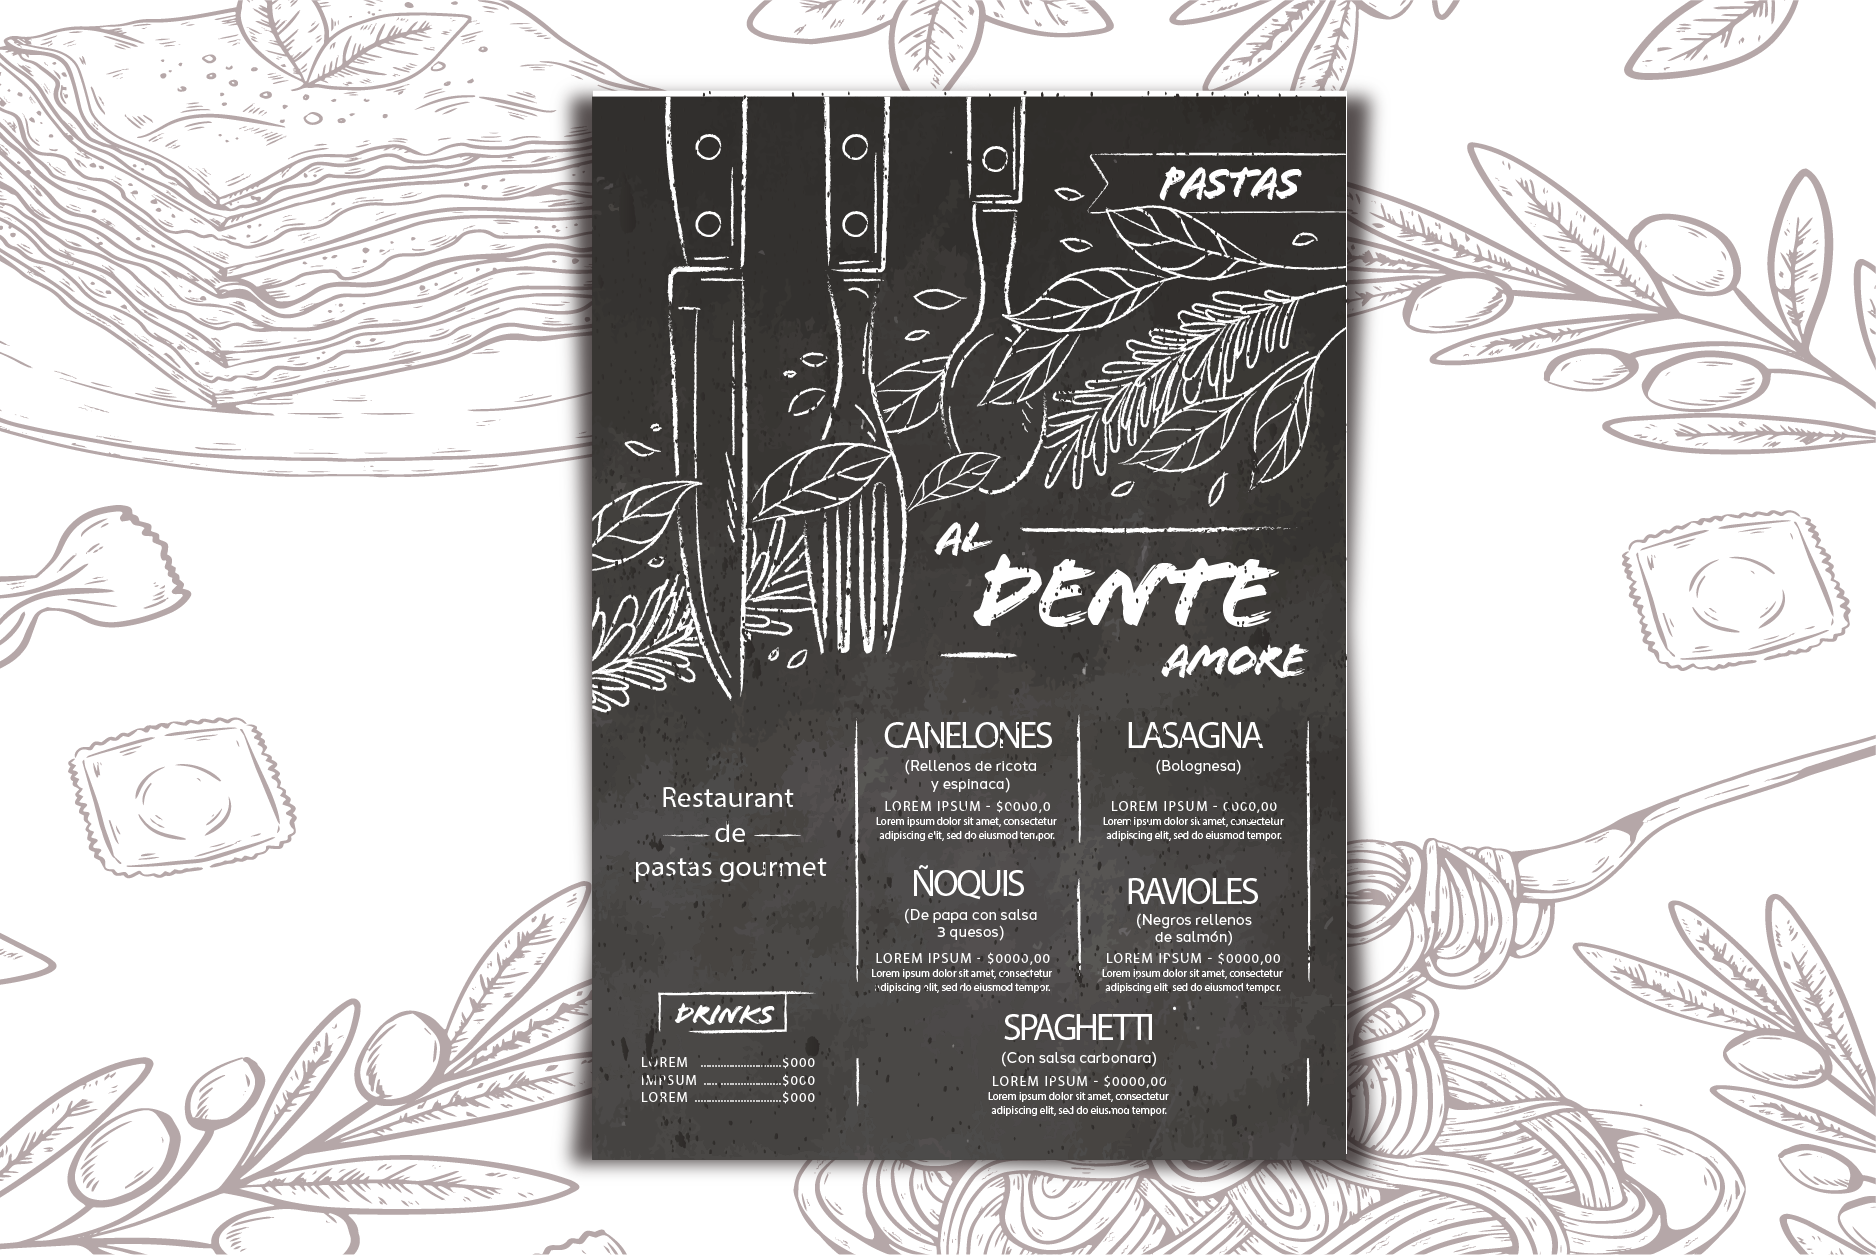 PASTAS
AL
DENTE
AMORE
Restaurant
de
pastas gourmet
CANELONES
(Rellenos de ricota
y espinaca)
LOREM IPSUM - $0000,0
Lorem ipsum dolor sit amet, consectetur
adipiscing elit, sed do eiusmod tempor.
LASAGNA
(Bolognesa)
LOREM IPSUM - 0000,00
Lorem ipsum dolor sit amet, consectetur
adipiscing elit, sed do eiusmod tempor.
ÑOQUIS
(De papa con salsa
3 quesos)
LOREM IPSUM - $0000,00
Lorem ipsum dolor sit amet, consectetur
adipiscing elit, sed do eiusmod tempor.
RAVIOLES
(Negros rellenos
de salmón)
LOREM IPSUM - $0000,00
Lorem ipsum dolor sit amet, consectetur
adipiscing elit, sed do eiusmod tempor.
SPAGHETTI
(Con salsa carbonara)
LOREM IPSUM - $0000,00
Lorem ipsum dolor sit amet, consectetur
adipiscing elit, sed do eiusmod tempor.
DRINKS
LOREM ........................$000
IMPSUM ........................$000
LOREM ........................$000